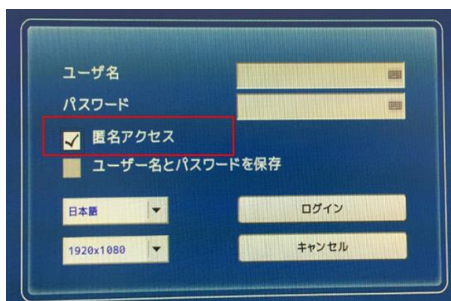 ユーザ名
パスワード
匿名アクセス
ユーザー名とパスワードを保存
日本語
ログイン
1920x1080
キャンセル